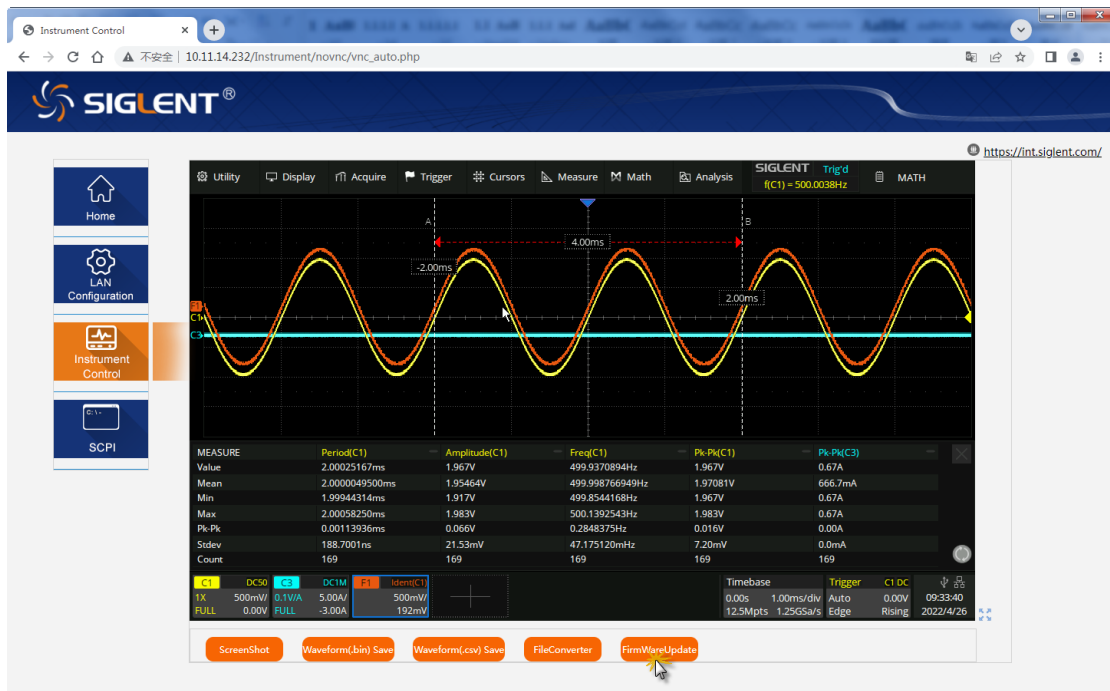 Instrument Control
不安全 | 10.11.14.232/Instrument/novnc/vnc_auto.php
SIGLENT®
https://int.siglent.com/
Home
LAN
Configuration
Instrument
Control
C:\-
SCPI
Utility Display Acquire Trigger Cursors Measure Math Analysis SIGLENT Trig'd MATH
f(C1) = 500.0038Hz
A B
4.00ms
-2.00ms
2.00ms
F1
C1
C3
MEASURE Period(C1) Amplitude(C1) Freq(C1) Pk-Pk(C1) Pk-Pk(C3)
Value 2.00025167ms 1.967V 499.9370894Hz 1.967V 0.67A
Mean 2.0000049500ms 1.95464V 499.998766949Hz 1.97081V 666.7mA
Min 1.99944314ms 1.917V 499.8544168Hz 1.967V 0.67A
Max 2.00058250ms 1.983V 500.1392543Hz 1.983V 0.67A
Pk-Pk 0.00113936ms 0.066V 0.2848375Hz 0.016V 0.00A
Stdev 188.7001ns 21.53mV 47.175120mHz 7.20mV 0.0mA
Count 169 169 169 169 169
C1 DC50 C3 DC1M F1 Ident(C1) Timebase Trigger C1 DC
1X 500mV/ 0.1V/A 5.00A/ 500mV/ 0.00s 1.00ms/div Auto 0.00V 09:33:40
FULL 0.00V FULL -3.00A 192mV 12.5Mpts 1.25GSa/s Edge Rising 2022/4/26
ScreenShot Waveform(.bin) Save Waveform(.csv) Save FileConverter FirmWareUpdate